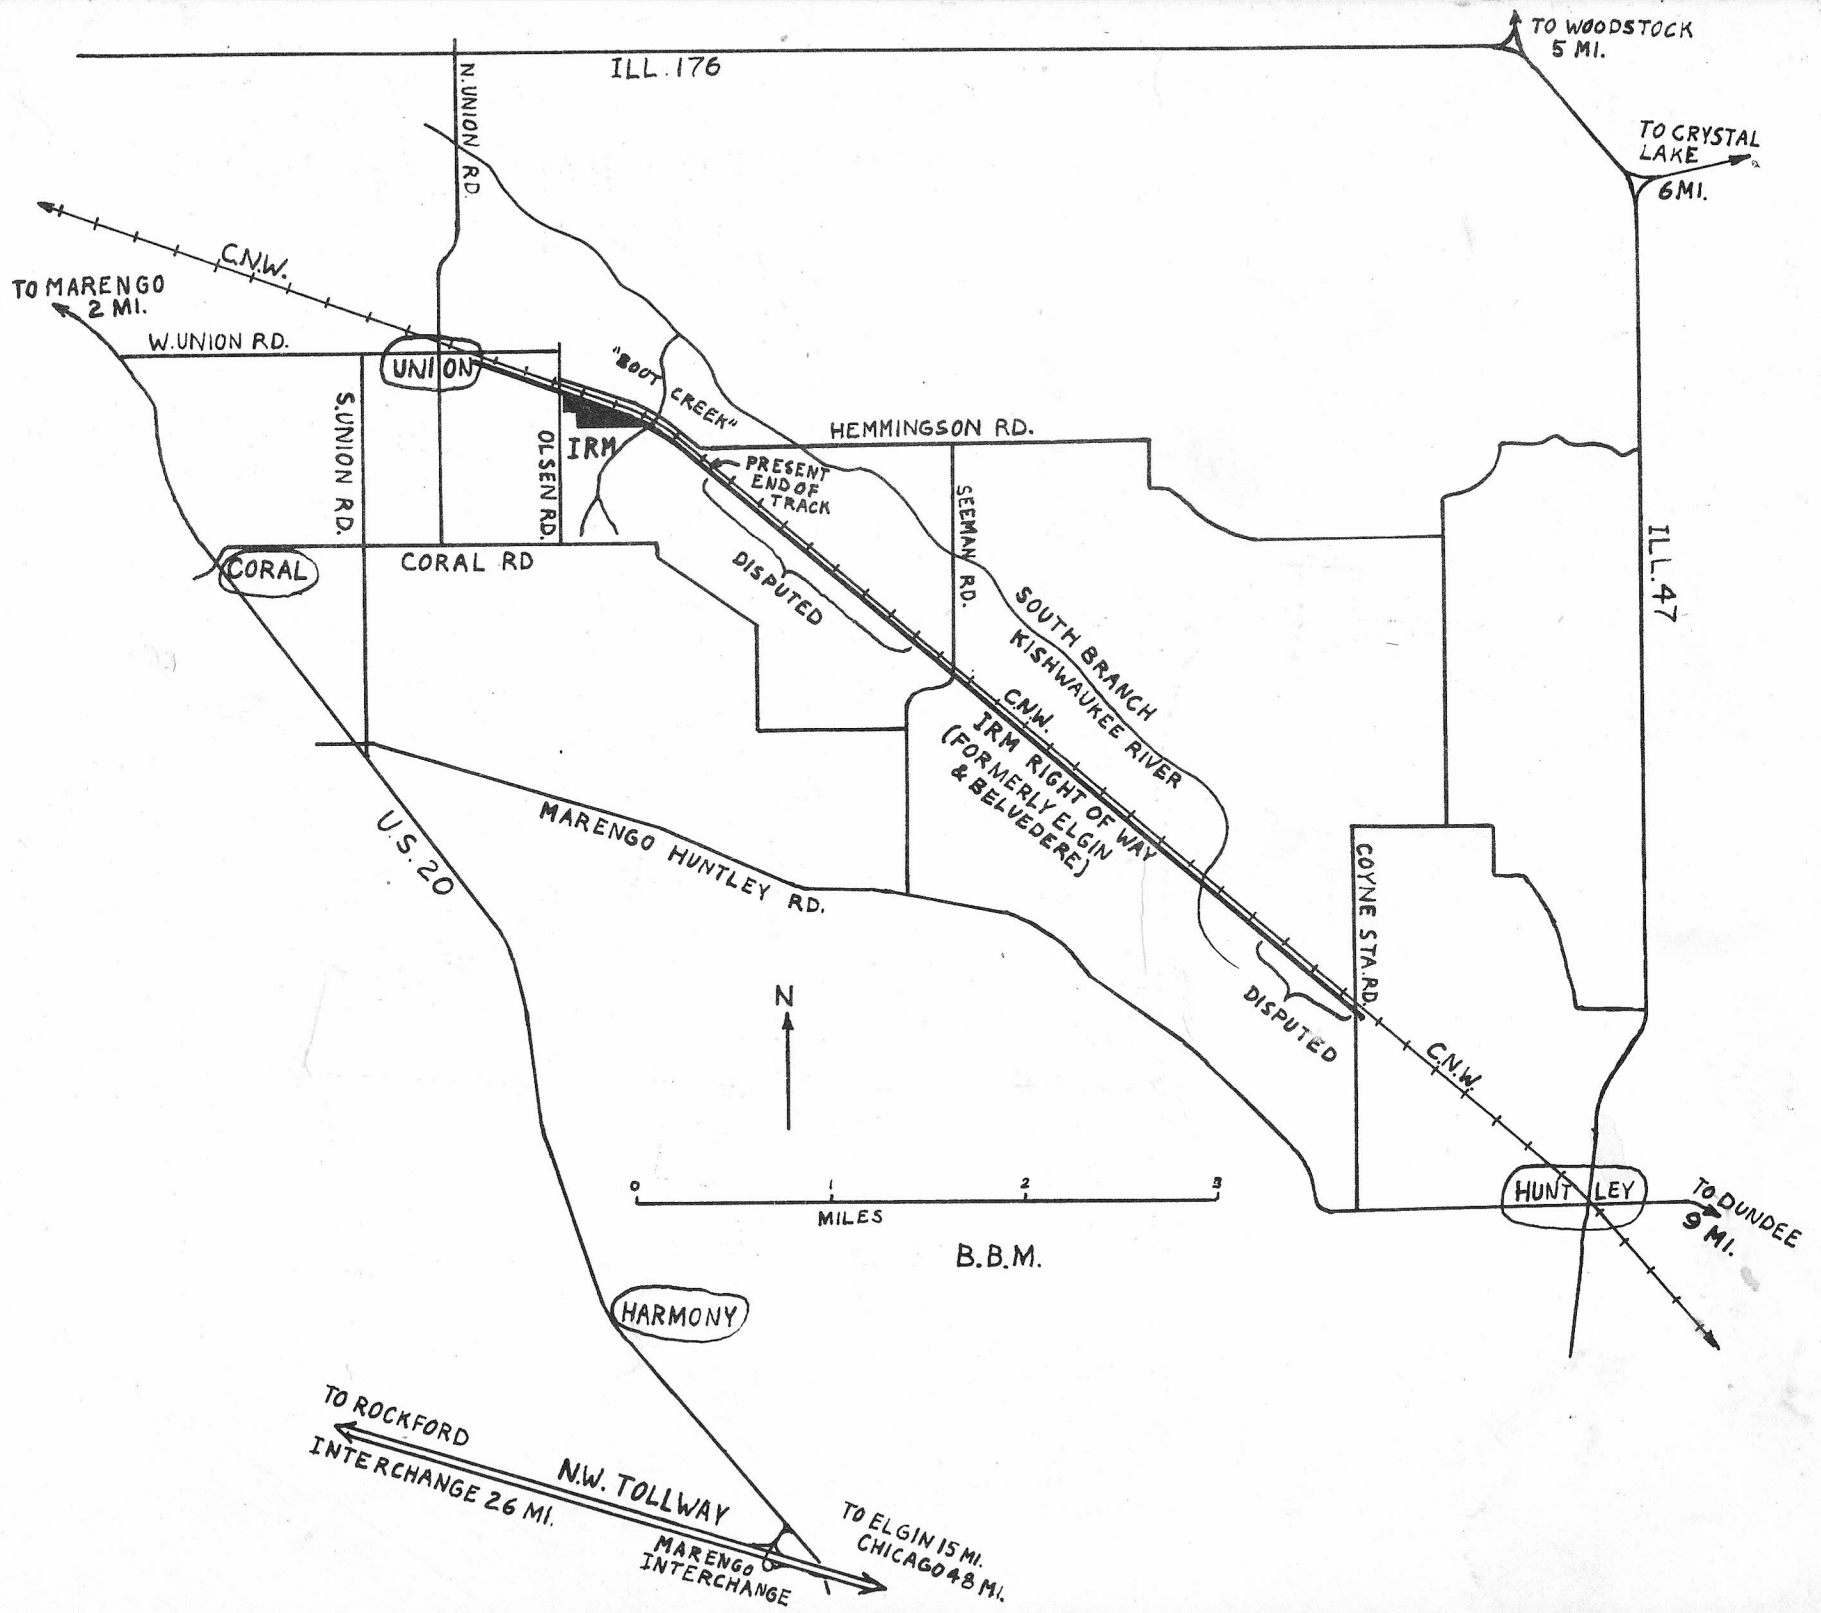 TO WOODSTOCK
5 MI.
ILL. 176
N. UNION RD.
TO CRYSTAL
LAKE
6 MI.
C.N.W.
TO MARENGO
2 MI.
W. UNION RD.
UNION
"BOOT CREEK"
S. UNION RD.
OLSEN RD.
IRM
HEMMINGSON RD.
PRESENT
END OF
TRACK
SEEMAN RD.
ILL. 47
CORAL
CORAL RD
DISPUTED
SOUTH BRANCH
KISHWAUKEE RIVER
C.N.W.
IRM RIGHT OF WAY
(FORMERLY ELGIN
& BELVEDERE)
U.S. 20
MARENGO HUNTLEY RD.
COYNE STA. RD.
DISPUTED
N
C.N.W.
HUNTLEY
TO DUNDEE
9 MI.
0 1 2 3
MILES
B.B.M.
HARMONY
TO ROCKFORD
INTERCHANGE 26 MI.
N.W. TOLLWAY
MARENGO
INTERCHANGE
TO ELGIN 15 MI.
CHICAGO 48 MI.